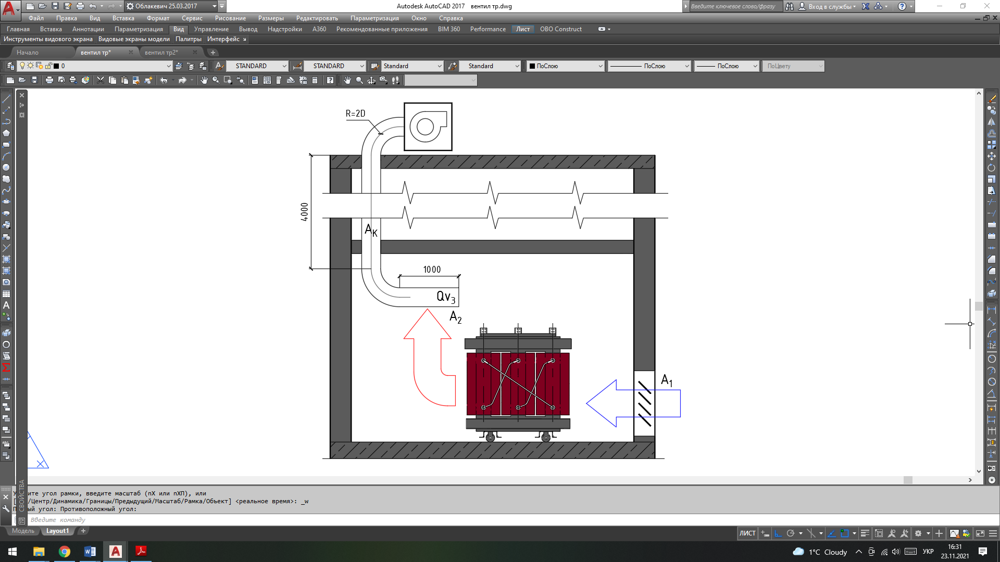 Облакевич 25.03.2017
Autodesk AutoCAD 2017 вентил тр.dwg
Введите ключевое слово/фразу
Вход в службы
Файл Правка Вид Вставка Формат Сервис Рисование Размеры Редактировать Параметризация Окно Справка
Главная Вставка Аннотации Параметризация Вид Управление Вывод Надстройки A360 Рекомендованные приложения BIM 360 Performance Лист OBO Construct
Инструменты видового экрана Видовые экраны модели Палитры Интерфейс
Начало вентил тр* вентил тр2*
0 STANDARD STANDARD Standard Standard ПоСлою ПоСлою ПоСлою ПоЦвету
R=2D
4000
AK
1000
Qv3
A2
A1
СВОЙСТВА
ите угол рамки, введите масштаб (nX или nXП), или
/Центр/Динамика/Границы/Предыдущий/Масштаб/Рамка/Объект] <реальное время>: _w
ый угол: Противоположный угол:
Введите команду
Модель Layout1
ЛИСТ
1°C Cloudy
УКР
16:31
23.11.2021